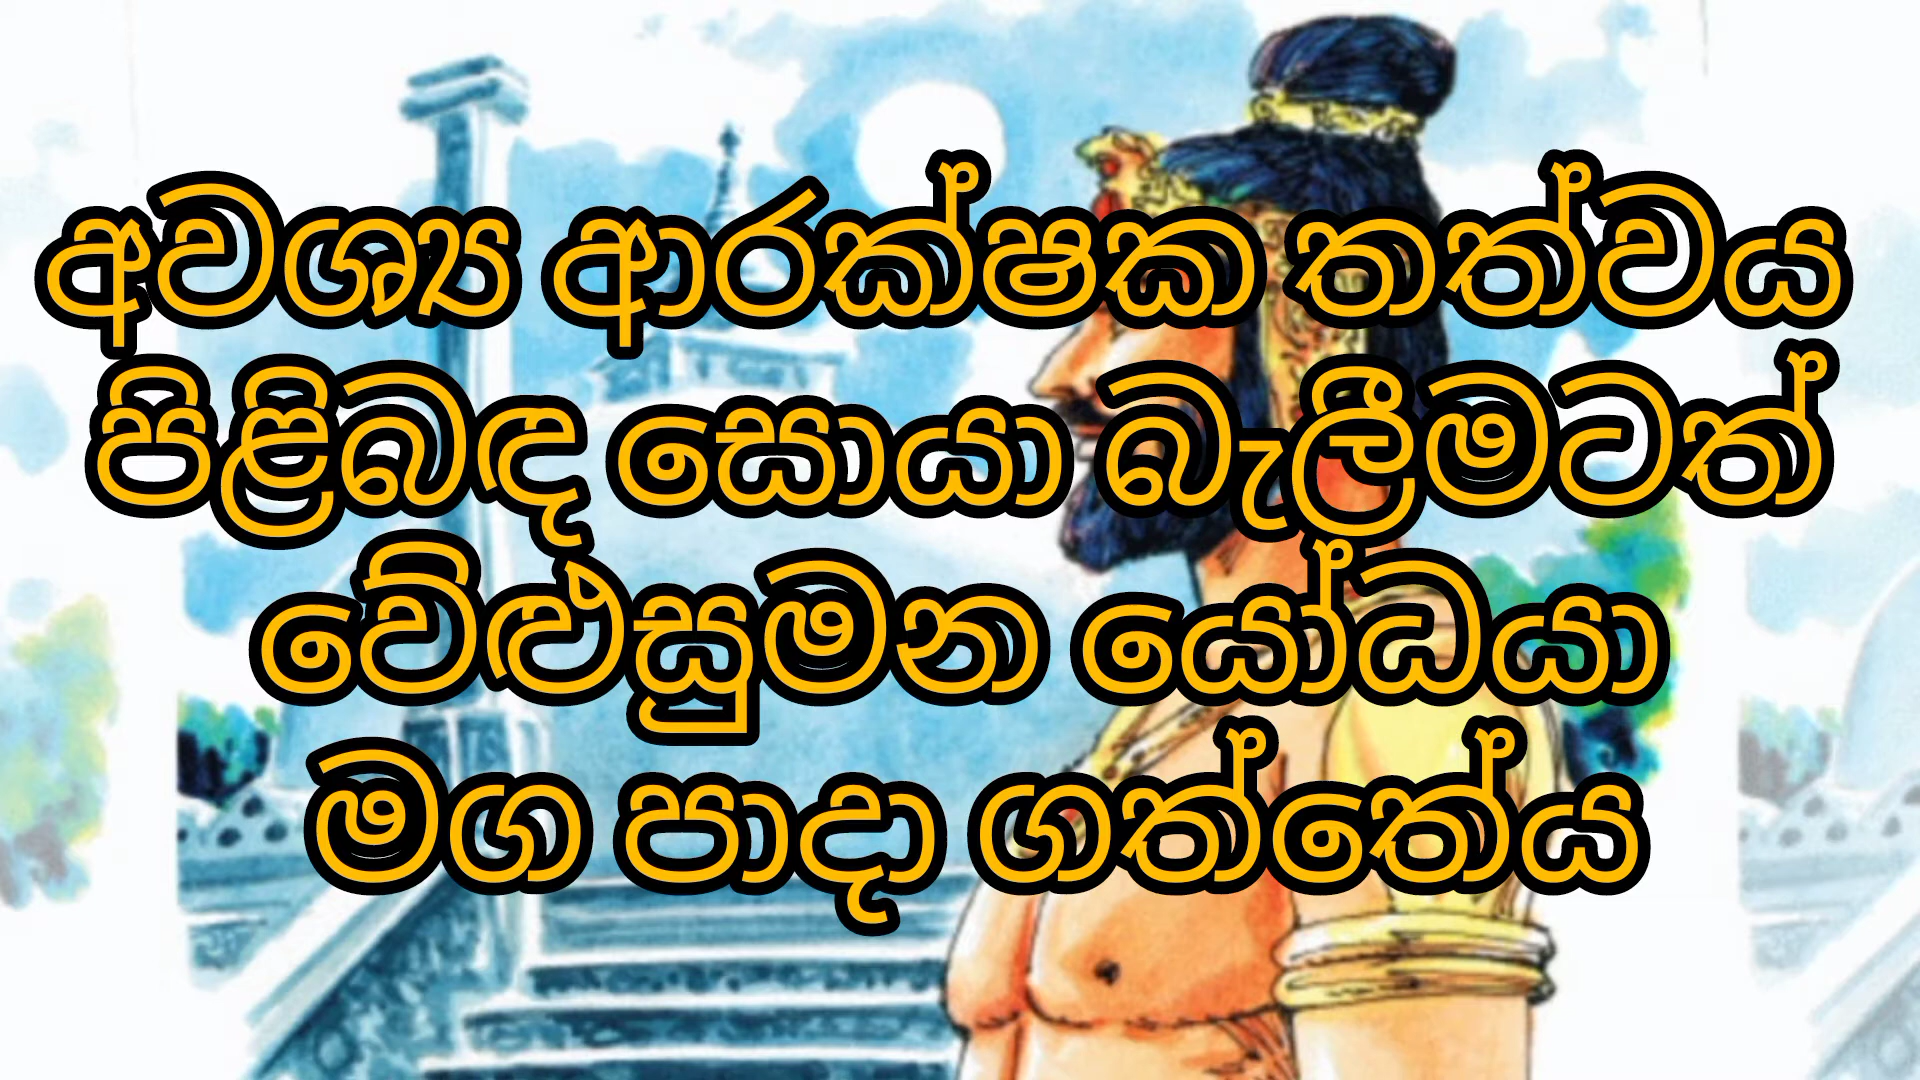 අවශ්‍ය ආරක්ෂක තත්වය
පිළිබඳ සොයා බැලීමටත්
වේළුසුමන යෝධයා
මග පාදා ගත්තේය